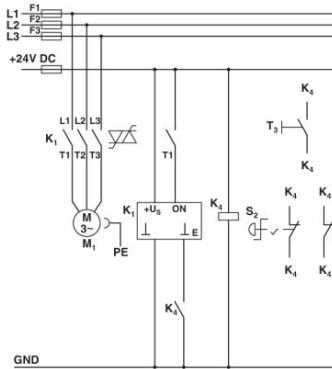 L1 F1
L2 F2
L3 F3
+24V DC
L1 L2 L3
K1
T1 T2 T3
T1
K4
T3
K4
M
3~
M1
PE
K1 +US ON
E
K4
S2
K4 K4
K4 K4
K4
GND